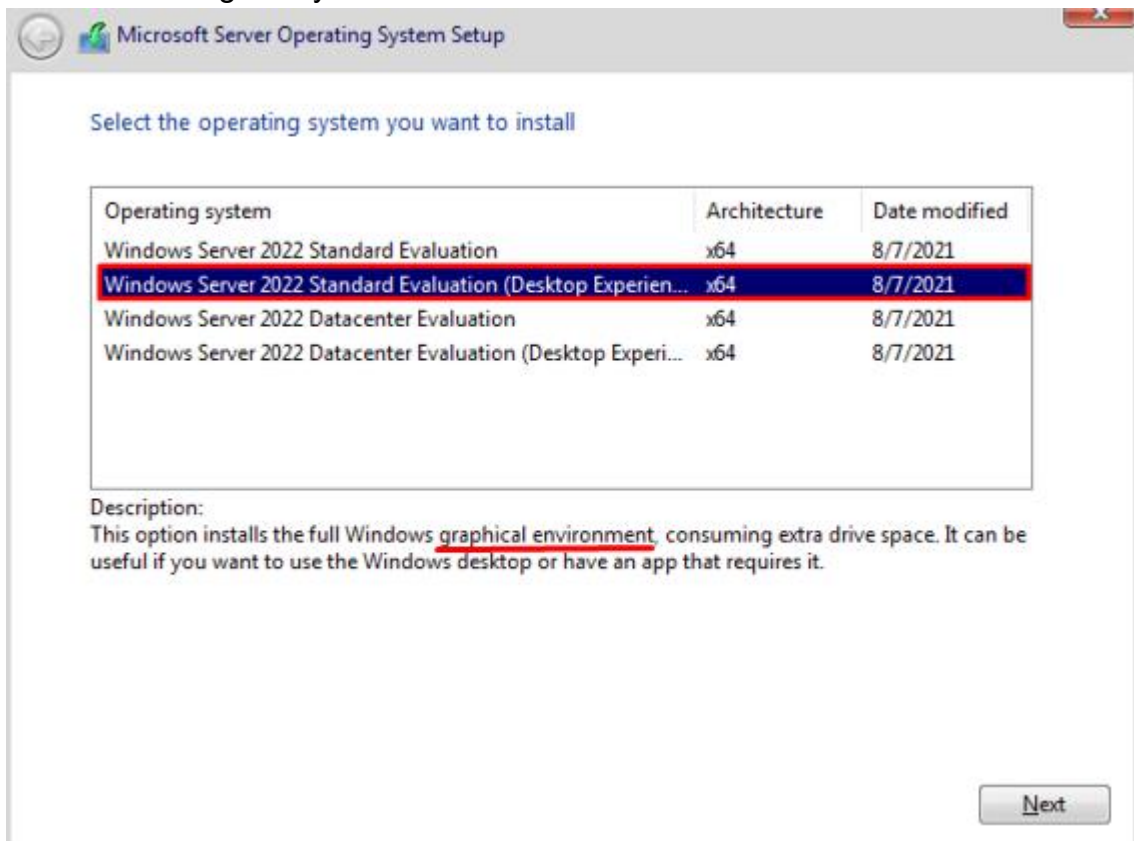 Microsoft Server Operating System Setup
Select the operating system you want to install
Operating system Architecture Date modified
Windows Server 2022 Standard Evaluation x64 8/7/2021
Windows Server 2022 Standard Evaluation (Desktop Experien... x64 8/7/2021
Windows Server 2022 Datacenter Evaluation x64 8/7/2021
Windows Server 2022 Datacenter Evaluation (Desktop Experi... x64 8/7/2021
Description:
This option installs the full Windows graphical environment, consuming extra drive space. It can be
useful if you want to use the Windows desktop or have an app that requires it.
Next